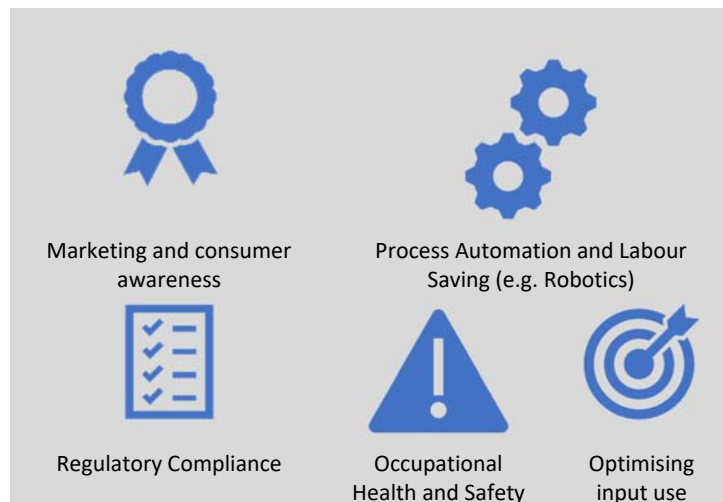 Marketing and consumer
awareness
Process Automation and Labour
Saving (e.g. Robotics)
Regulatory Compliance
Occupational
Health and Safety
Optimising
input use